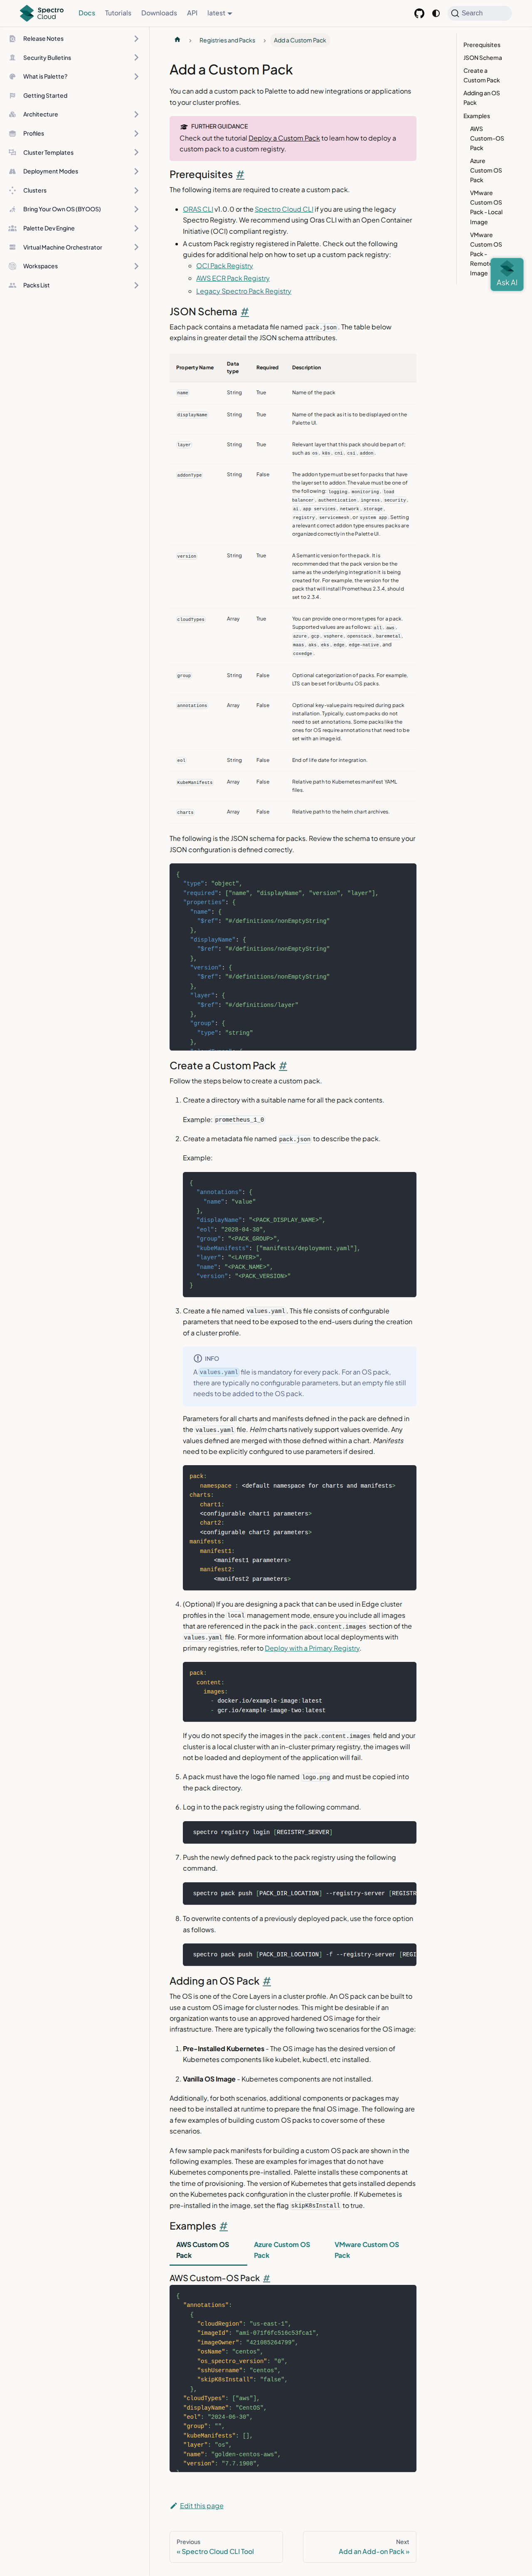 Spectro Cloud
Docs
Tutorials
Downloads
API
latest
Search
Release Notes
Security Bulletins
What is Palette?
Getting Started
Architecture
Profiles
Cluster Templates
Deployment Modes
Clusters
Bring Your Own OS (BYOOS)
Palette Dev Engine
Virtual Machine Orchestrator
Workspaces
Packs List
Registries and Packs
Add a Custom Pack
Add a Custom Pack
You can add a custom pack to Palette to add new integrations or applications
to your cluster profiles.
FURTHER GUIDANCE
Check out the tutorial Deploy a Custom Pack to learn how to deploy a
custom pack to a custom registry.
Prerequisites #
The following items are required to create a custom pack.
ORAS CLI v1.0.0 or the Spectro Cloud CLI if you are using the legacy
Spectro Registry. We recommend using Oras CLI with an Open Container
Initiative (OCI) compliant registry.
A custom Pack registry registered in Palette. Check out the following
guides for additional help on how to set up a custom pack registry:
OCI Pack Registry
AWS ECR Pack Registry
Legacy Spectro Pack Registry
JSON Schema #
Each pack contains a metadata file named pack.json. The table below
explains in greater detail the JSON schema attributes.
Property Name Data type Required Description
name String True Name of the pack
displayName String True Name of the pack as it is to be displayed on the
Palette UI.
layer String True Relevant layer that this pack should be part of;
such as os, k8s, cni, csi, addon.
addonType String False The addon type must be set for packs that have
the layer set to addon. The value must be one of
the following: logging, monitoring, load
balancer, authentication, ingress, security,
ai, app services, network, storage,
registry, servicemesh, or system app. Setting
a relevant correct addon type ensures packs are
organized correctly in the Palette UI.
version String True A Semantic version for the pack. It is
recommended that the pack version be the
same as the underlying integration it is being
created for. For example, the version for the
pack that will install Prometheus 2.3.4, should
set to 2.3.4.
cloudTypes Array True You can provide one or more types for a pack.
Supported values are as follows: all, aws,
azure, gcp, vsphere, openstack, baremetal,
maas, aks, eks, edge, edge-native, and
coxedge.
group String False Optional categorization of packs. For example,
LTS can be set for Ubuntu OS packs.
annotations Array False Optional key-value pairs required during pack
installation. Typically, custom packs do not
need to set annotations. Some packs like the
ones for OS require annotations that need to be
set with an image id.
eol String False End of life date for integration.
KubeManifests Array False Relative path to Kubernetes manifest YAML
files.
charts Array False Relative path to the helm chart archives.
The following is the JSON schema for packs. Review the schema to ensure your
JSON configuration is defined correctly.
{
"type": "object",
"required": ["name", "displayName", "version", "layer"],
"properties": {
"name": {
"$ref": "#/definitions/nonEmptyString"
},
"displayName": {
"$ref": "#/definitions/nonEmptyString"
},
"version": {
"$ref": "#/definitions/nonEmptyString"
},
"layer": {
"$ref": "#/definitions/layer"
},
"group": {
"type": "string"
},
Create a Custom Pack #
Follow the steps below to create a custom pack.
1. Create a directory with a suitable name for all the pack contents.
Example: prometheus_1_0
2. Create a metadata file named pack.json to describe the pack.
Example:
{
"annotations": {
"name": "value"
},
"displayName": "<PACK_DISPLAY_NAME>",
"eol": "2028-04-30",
"group": "<PACK_GROUP>",
"kubeManifests": ["manifests/deployment.yaml"],
"layer": "<LAYER>",
"name": "<PACK_NAME>",
"version": "<PACK_VERSION>"
}
3. Create a file named values.yaml. This file consists of configurable
parameters that need to be exposed to the end-users during the creation
of a cluster profile.
INFO
A values.yaml file is mandatory for every pack. For an OS pack,
there are typically no configurable parameters, but an empty file still
needs to be added to the OS pack.
Parameters for all charts and manifests defined in the pack are defined in
the values.yaml file. Helm charts natively support values override. Any
values defined are merged with those defined within a chart. Manifests
need to be explicitly configured to use parameters if desired.
pack:
namespace : <default namespace for charts and manifests>
charts:
chart1:
<configurable chart1 parameters>
chart2:
<configurable chart2 parameters>
manifests:
manifest1:
<manifest1 parameters>
manifest2:
<manifest2 parameters>
4. (Optional) If you are designing a pack that can be used in Edge cluster
profiles in the local management mode, ensure you include all images
that are referenced in the pack in the pack.content.images section of the
values.yaml file. For more information about local deployments with
primary registries, refer to Deploy with a Primary Registry.
pack:
content:
images:
- docker.io/example-image:latest
- gcr.io/example-image-two:latest
If you do not specify the images in the pack.content.images field and your
cluster is a local cluster with an in-cluster primary registry, the images will
not be loaded and deployment of the application will fail.
5. A pack must have the logo file named logo.png and must be copied into
the pack directory.
6. Log in to the pack registry using the following command.
spectro registry login [REGISTRY_SERVER]
7. Push the newly defined pack to the pack registry using the following
command.
spectro pack push [PACK_DIR_LOCATION] --registry-server [REGISTR
8. To overwrite contents of a previously deployed pack, use the force option
as follows.
spectro pack push [PACK_DIR_LOCATION] -f --registry-server [REGI
Adding an OS Pack #
The OS is one of the Core Layers in a cluster profile. An OS pack can be built to
use a custom OS image for cluster nodes. This might be desirable if an
organization wants to use an approved hardened OS image for their
infrastructure. There are typically the following two scenarios for the OS image:
1. Pre-Installed Kubernetes - The OS image has the desired version of
Kubernetes components like kubelet, kubectl, etc installed.
2. Vanilla OS Image - Kubernetes components are not installed.
Additionally, for both scenarios, additional components or packages may
need to be installed at runtime to prepare the final OS image. The following are
a few examples of building custom OS packs to cover some of these
scenarios.
A few sample pack manifests for building a custom OS pack are shown in the
following examples. These are examples for images that do not have
Kubernetes components pre-installed. Palette installs these components at
the time of provisioning. The version of Kubernetes that gets installed depends
on the Kubernetes pack configuration in the cluster profile. If Kubernetes is
pre-installed in the image, set the flag skipK8sInstall to true.
Examples #
AWS Custom OS Pack
Azure Custom OS Pack
VMware Custom OS Pack
AWS Custom-OS Pack #
{
"annotations":
{
"cloudRegion": "us-east-1",
"imageId": "ami-071f6fc516c53fca1",
"imageOwner": "421085264799",
"osName": "centos",
"os_spectro_version": "0",
"sshUsername": "centos",
"skipK8sInstall": "false",
},
"cloudTypes": ["aws"],
"displayName": "CentOS",
"eol": "2024-06-30",
"group": "",
"kubeManifests": [],
"layer": "os",
"name": "golden-centos-aws",
"version": "7.7.1908",
Edit this page
Previous
« Spectro Cloud CLI Tool
Next
Add an Add-on Pack »
Prerequisites
JSON Schema
Create a
Custom Pack
Adding an OS
Pack
Examples
AWS
Custom-OS
Pack
Azure
Custom OS
Pack
VMware
Custom OS
Pack - Local
Image
VMware
Custom OS
Pack -
Remote
Image
Ask AI